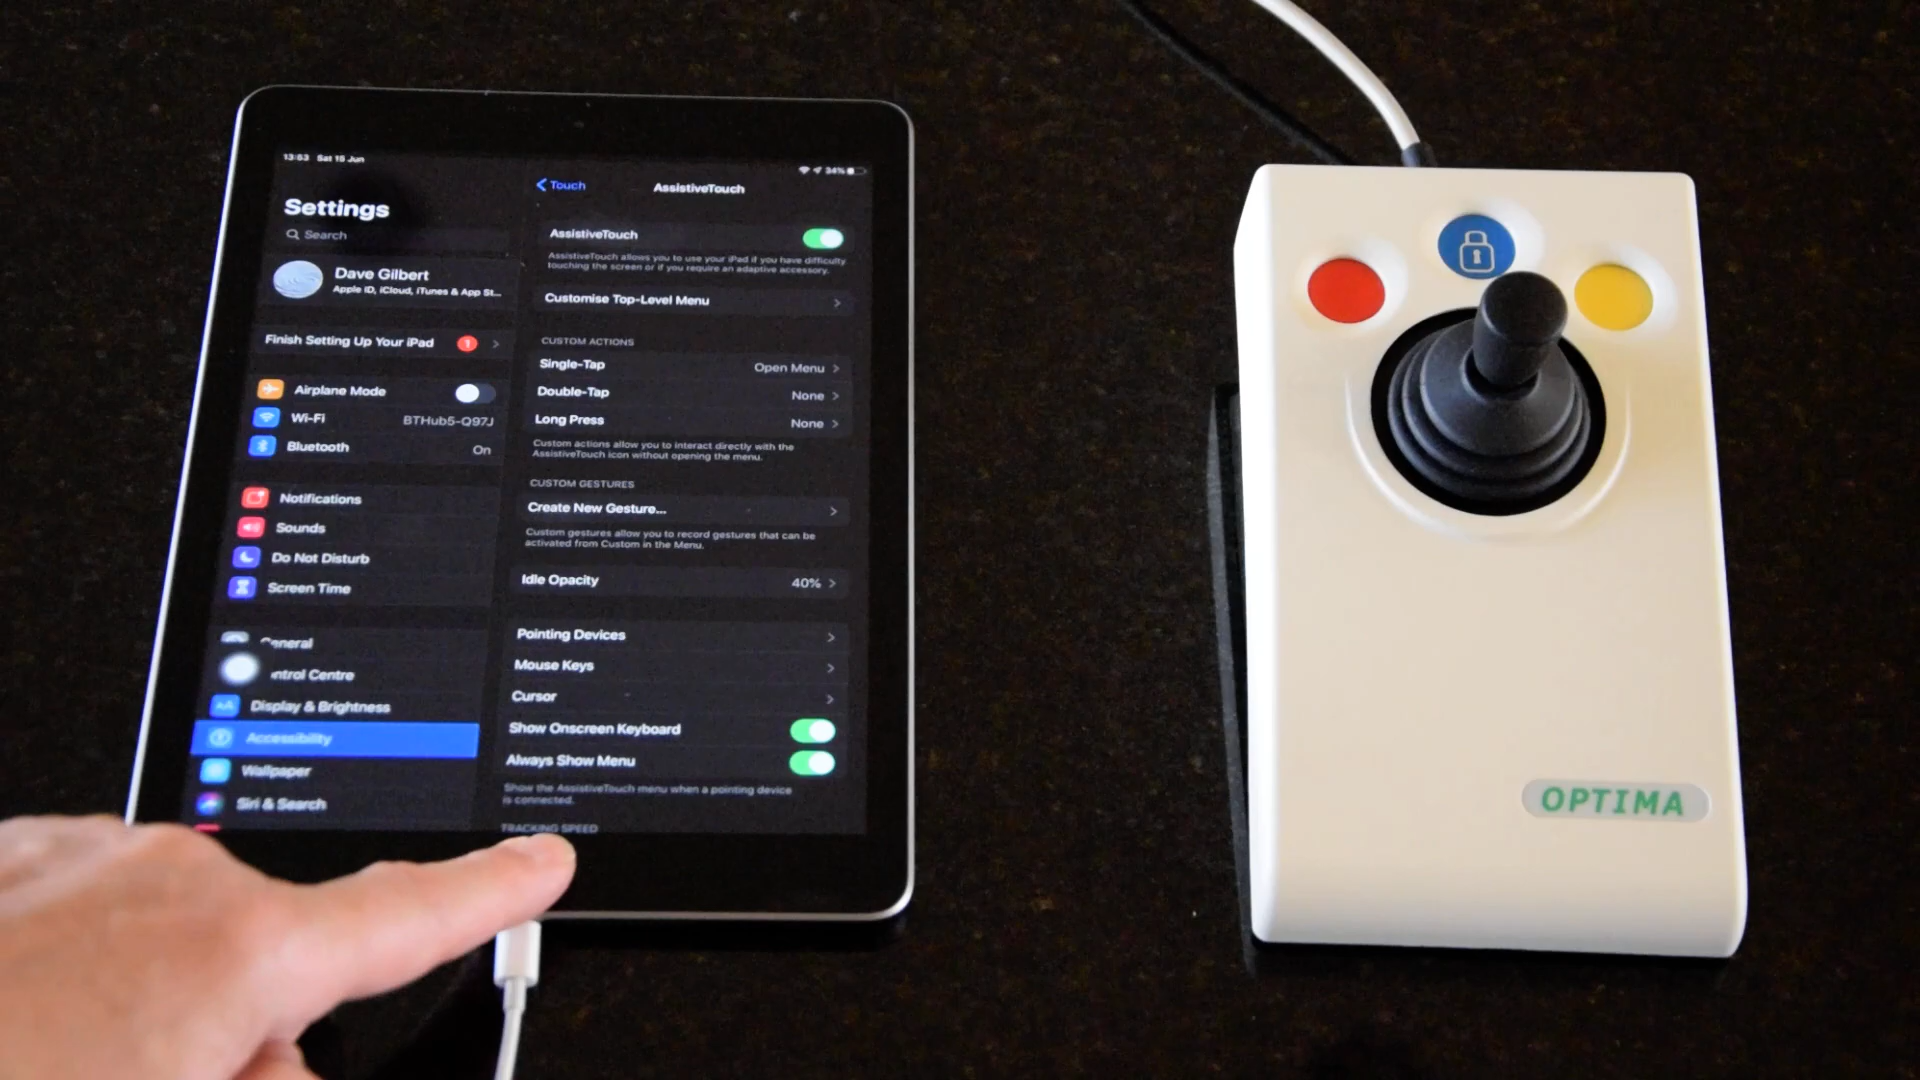 13:53 Sat 15 Jun
34%
Settings
Search
Dave Gilbert
Apple ID, iCloud, iTunes & App St...
Finish Setting Up Your iPad
1
Airplane Mode
Wi-Fi
BTHub5-Q97J
Bluetooth
On
Notifications
Sounds
Do Not Disturb
Screen Time
General
ntrol Centre
AA
Display & Brightness
Accessibility
Wallpaper
Siri & Search
Touch
AssistiveTouch
AssistiveTouch
AssistiveTouch allows you to use your iPad if you have difficulty
touching the screen or if you require an adaptive accessory.
Customise Top-Level Menu
CUSTOM ACTIONS
Single-Tap
Open Menu
Double-Tap
None
Long Press
None
Custom actions allow you to interact directly with the
AssistiveTouch icon without opening the menu.
CUSTOM GESTURES
Create New Gesture...
Custom gestures allow you to record gestures that can be
activated from Custom in the Menu.
Idle Opacity
40%
Pointing Devices
Mouse Keys
Cursor
Show Onscreen Keyboard
Always Show Menu
Show the AssistiveTouch menu when a pointing device
is connected.
TRACKING SPEED
OPTIMA